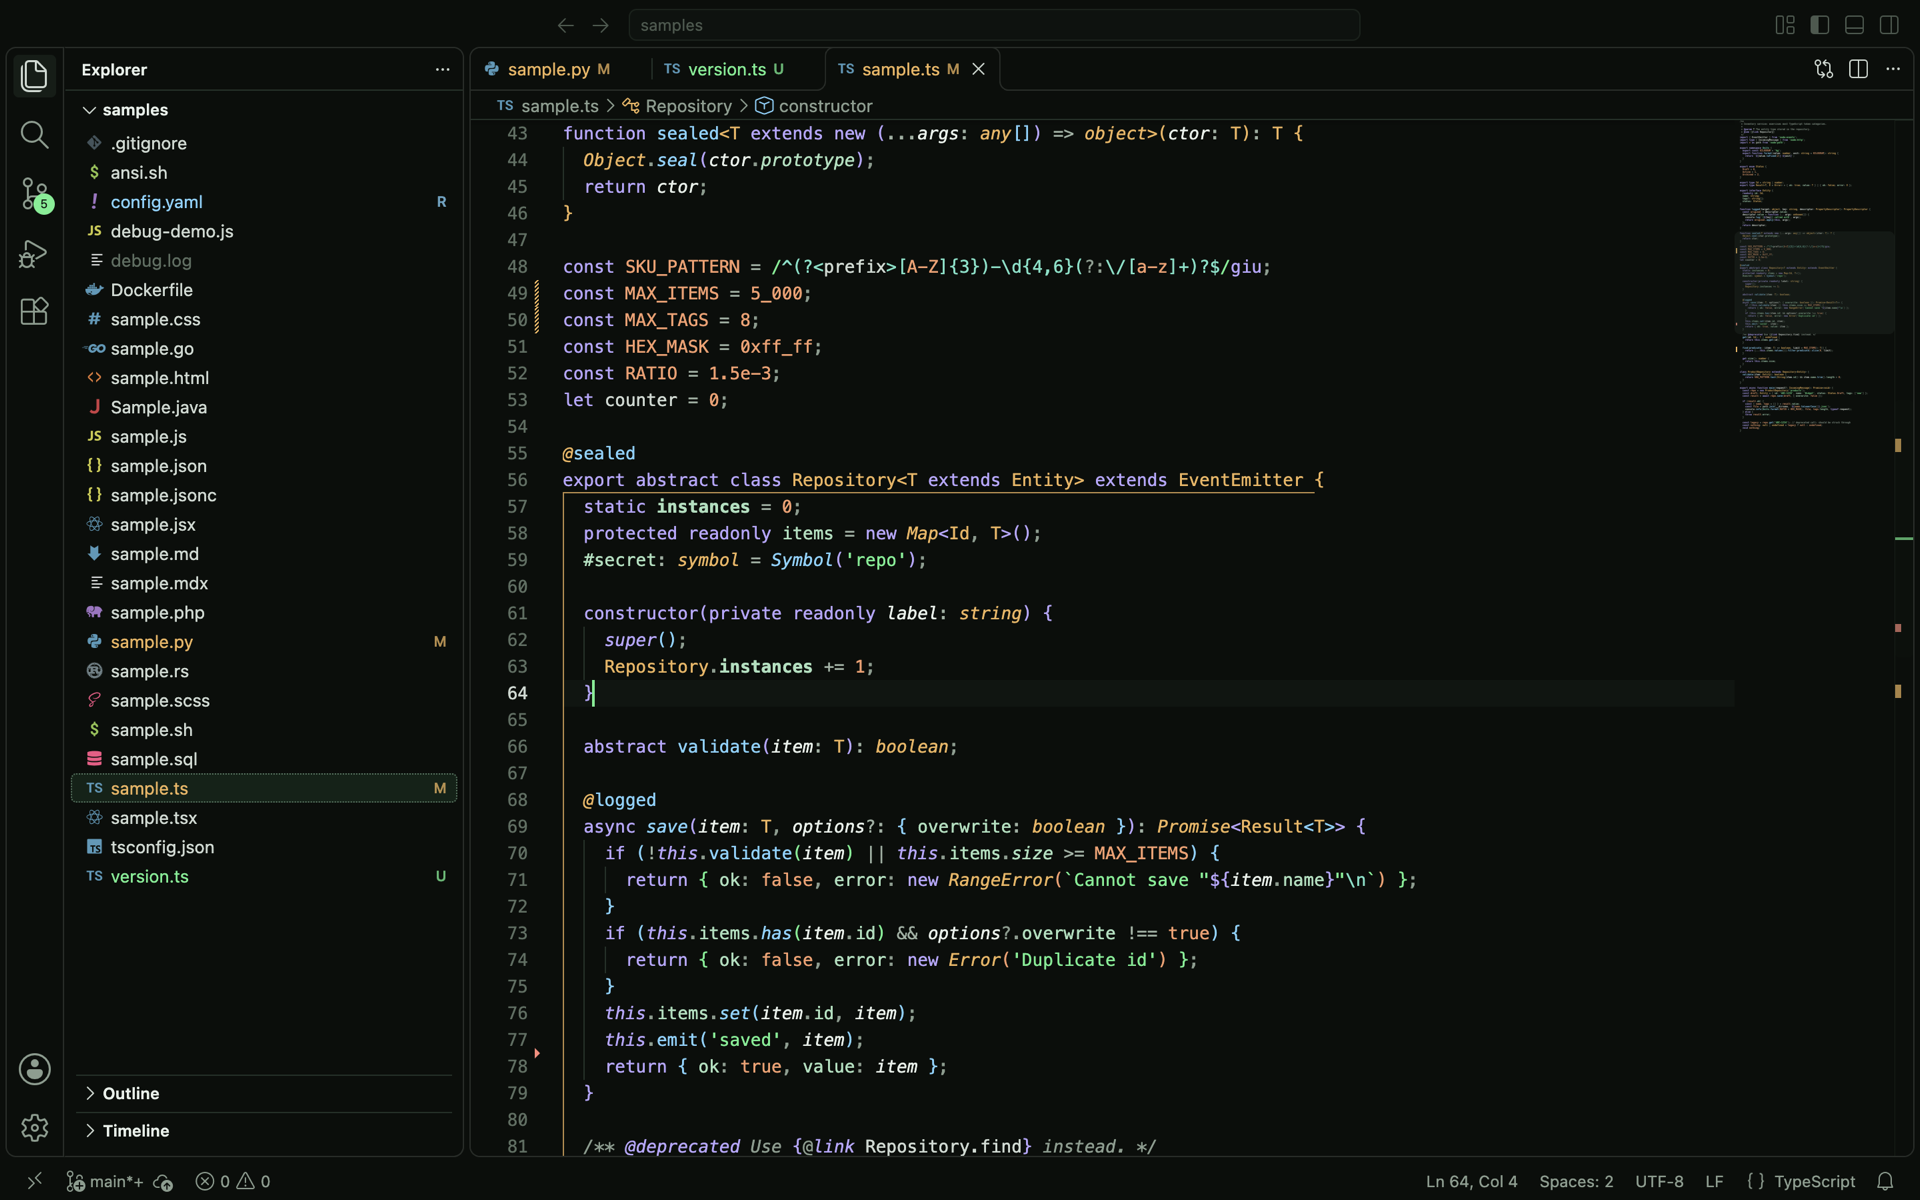 samples
Explorer
samples
.gitignore
$ ansi.sh
! config.yaml R
JS debug-demo.js
debug.log
Dockerfile
# sample.css
GO sample.go
<> sample.html
J Sample.java
JS sample.js
{} sample.json
{} sample.jsonc
sample.jsx
sample.md
sample.mdx
sample.php
sample.py M
sample.rs
sample.scss
$ sample.sh
sample.sql
TS sample.ts M
sample.tsx
TS tsconfig.json
TS version.ts U
5
Outline
Timeline
sample.py M
TS version.ts U
TS sample.ts M
TS sample.ts > Repository > constructor
43 function sealed<T extends new (...args: any[]) => object>(ctor: T): T {
44 Object.seal(ctor.prototype);
45 return ctor;
46 }
47
48 const SKU_PATTERN = /^(?<prefix>[A-Z]{3})-\d{4,6}(?:\/[a-z]+)?$/giu;
49 const MAX_ITEMS = 5_000;
50 const MAX_TAGS = 8;
51 const HEX_MASK = 0xff_ff;
52 const RATIO = 1.5e-3;
53 let counter = 0;
54
55 @sealed
56 export abstract class Repository<T extends Entity> extends EventEmitter {
57 static instances = 0;
58 protected readonly items = new Map<Id, T>();
59 #secret: symbol = Symbol('repo');
60
61 constructor(private readonly label: string) {
62 super();
63 Repository.instances += 1;
64 }
65
66 abstract validate(item: T): boolean;
67
68 @logged
69 async save(item: T, options?: { overwrite: boolean }): Promise<Result<T>> {
70 if (!this.validate(item) || this.items.size >= MAX_ITEMS) {
71 return { ok: false, error: new RangeError(`Cannot save "${item.name}"\n`) };
72 }
73 if (this.items.has(item.id) && options?.overwrite !== true) {
74 return { ok: false, error: new Error('Duplicate id') };
75 }
76 this.items.set(item.id, item);
77 this.emit('saved', item);
78 return { ok: true, value: item };
79 }
80
81 /** @deprecated Use {@link Repository.find} instead. */
main*+ 0 0
Ln 64, Col 4 Spaces: 2 UTF-8 LF {} TypeScript